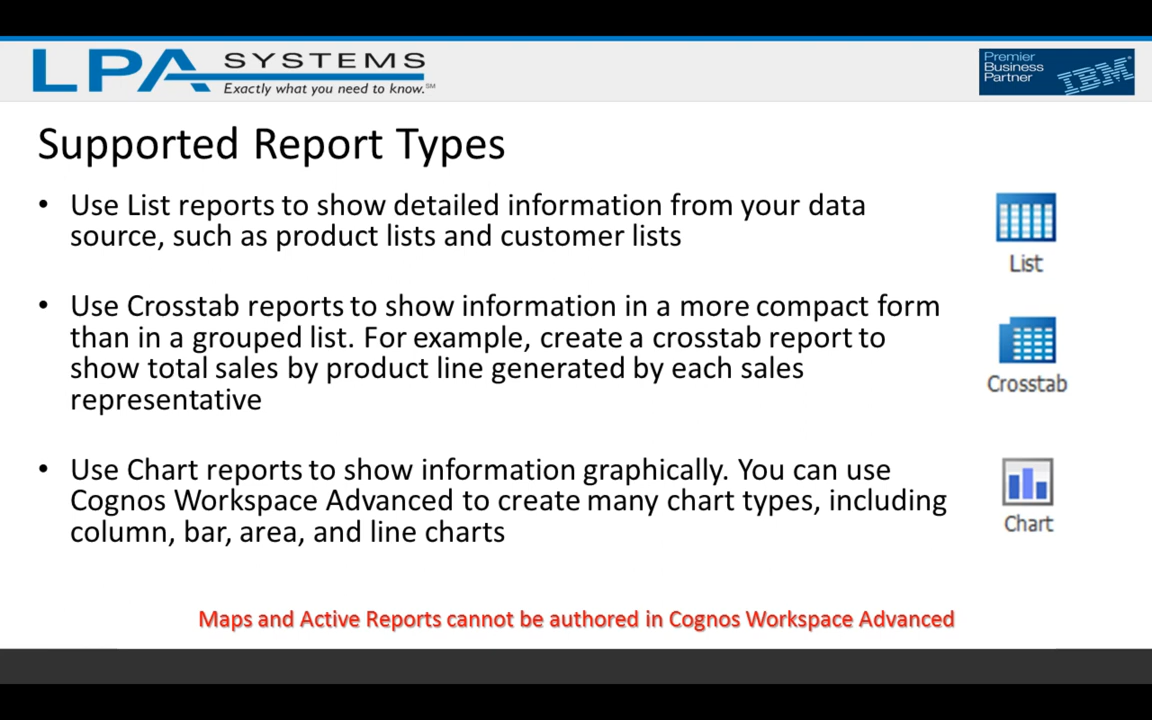 LPA SYSTEMS
Exactly what you need to know.SM
Premier
Business
Partner
IBM
Supported Report Types
• Use List reports to show detailed information from your data
source, such as product lists and customer lists
List
• Use Crosstab reports to show information in a more compact form
than in a grouped list. For example, create a crosstab report to
show total sales by product line generated by each sales
representative
Crosstab
• Use Chart reports to show information graphically. You can use
Cognos Workspace Advanced to create many chart types, including
column, bar, area, and line charts
Chart
Maps and Active Reports cannot be authored in Cognos Workspace Advanced